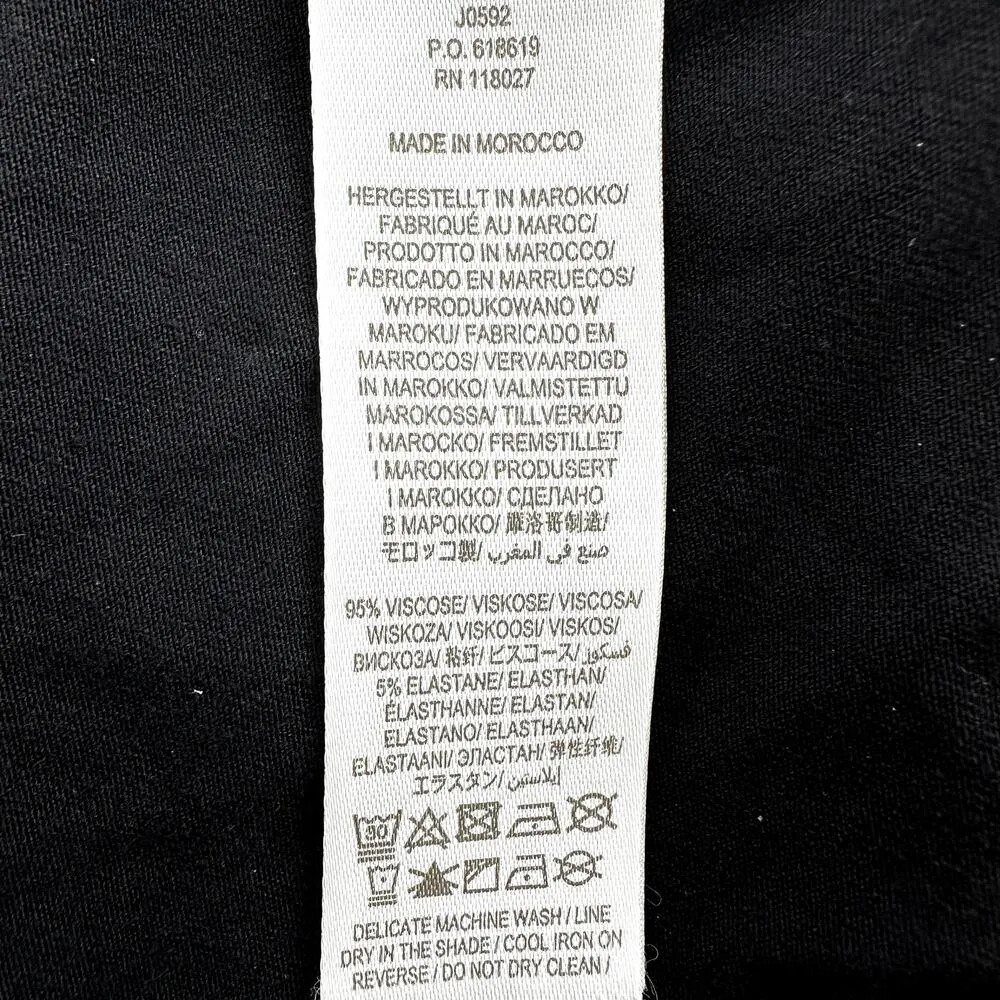 J0592
P.O. 618619
RN 118027
MADE IN MOROCCO
HERGESTELLT IN MAROKKO/
FABRIQUÉ AU MAROC/
PRODOTTO IN MAROCCO/
FABRICADO EN MARRUECOS/
WYPRODUKOWANO W
MAROKU/ FABRICADO EM
MARROCOS/ VERVAARDIGD
IN MAROKKO/ VALMISTETTU
MAROKOSSA/ TILLVERKAD
I MAROCKO/ FREMSTILLET
I MAROKKO/ PRODUSERT
I MAROKKO/ СДЕЛАНО
В МАРОККО/ 摩洛哥制造/
モロッコ製/ صنع في المغرب
95% VISCOSE/ VISKOSE/ VISCOSA/
WISKOZA/ VISKOOSI/ VISKOS/
ВИСКОЗА/ 粘纤/ ビスコース/ فسكوز/
5% ELASTANE/ ELASTHAN/
ÉLASTHANNE/ ELASTAN/
ELASTANO/ ELASTHAAN/
ELASTAANI/ ЭЛАСТАН/ 弹性纤维/
エラスタン/ إيلاستين/
30
DELICATE MACHINE WASH / LINE
DRY IN THE SHADE / COOL IRON ON
REVERSE / DO NOT DRY CLEAN /